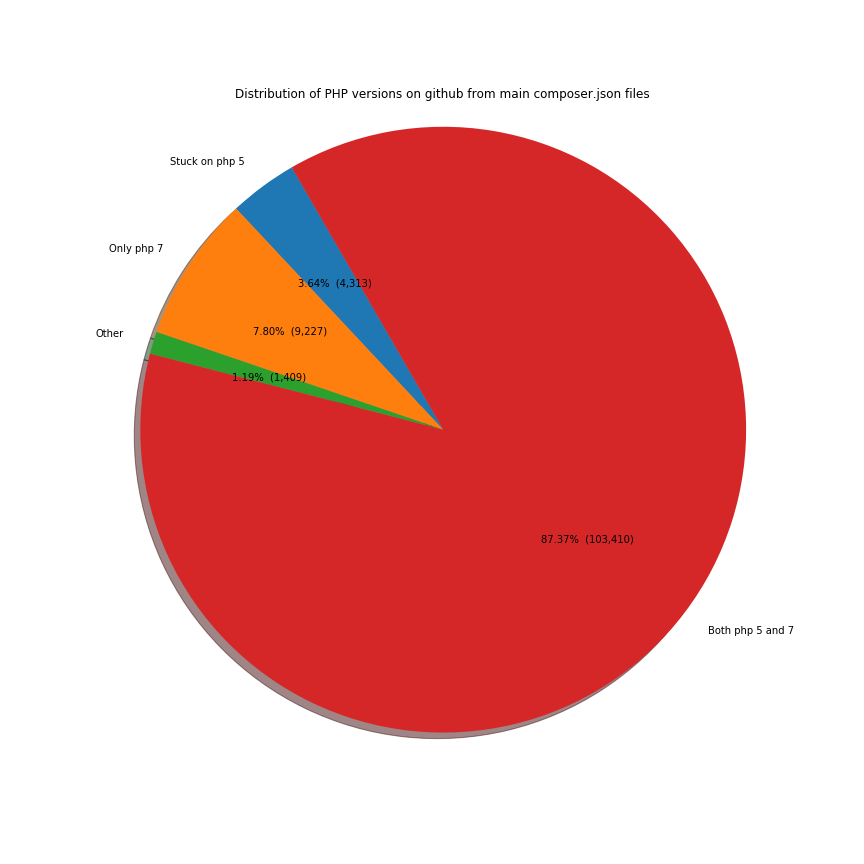 Distribution of PHP versions on github from main composer.json files
Stuck on php 5
Only php 7
3.64%  (4,313)
7.80%  (9,227)
Other
1.19%  (1,409)
87.37%  (103,410)
Both php 5 and 7